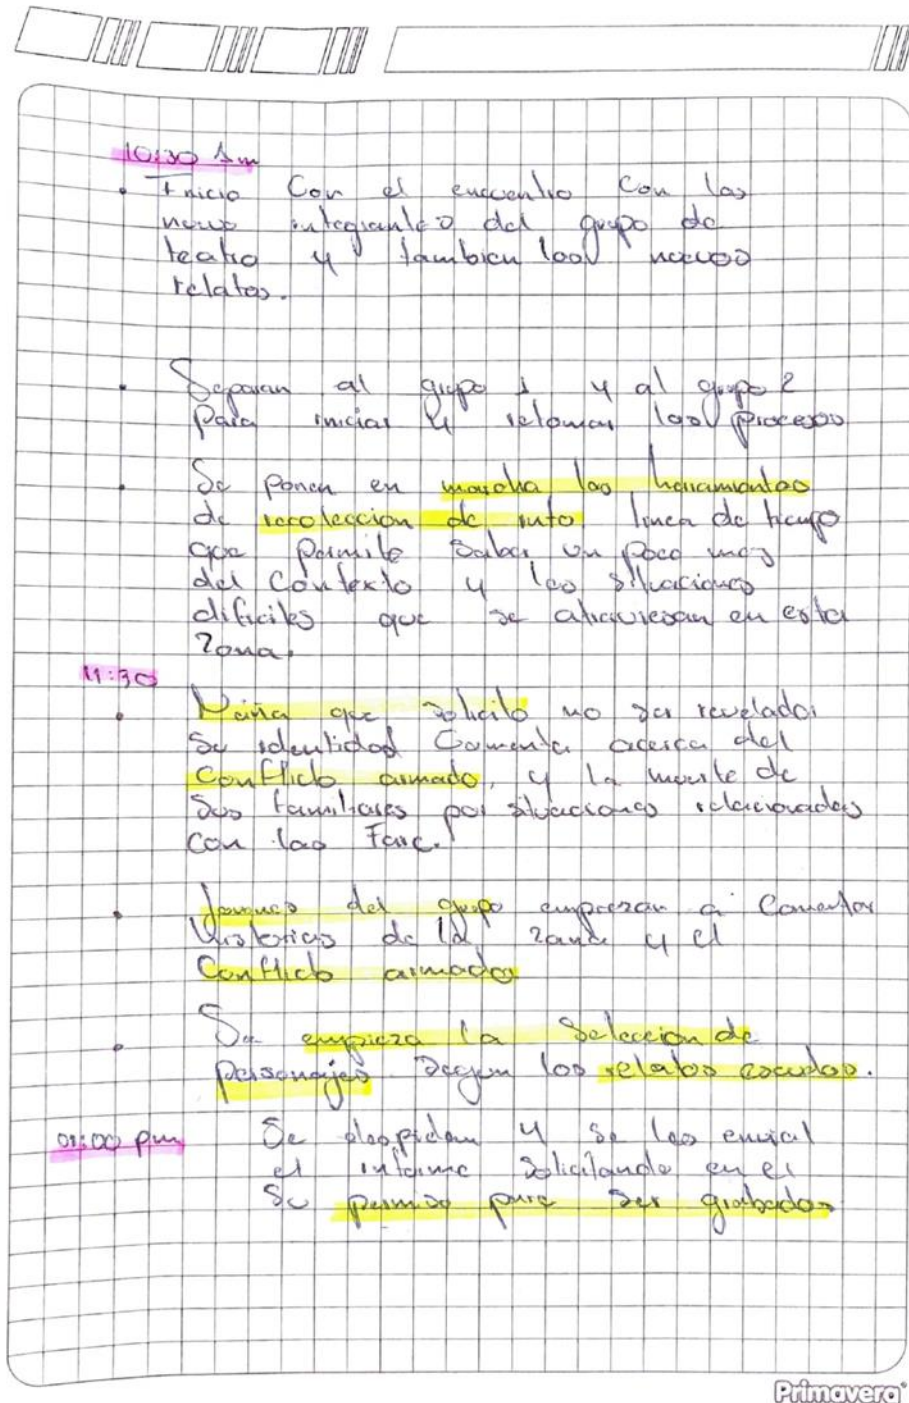 10:30 Am
• Inicio Con el encuentro Con las
nuevo integrantes del grupo de
teatro y tambien los nuevos
relatos.
• Separan al grupo 1 y al grupo 2
Para iniciar y retomar los procesos
• Se ponen en marcha las herramientas
de recoleccion de info linea de tiempo
que permite saber un poco mas
del Contexto y las situaciones
dificiles que se atraviesan en esta
Zona.
11:30
• Niña que solicito no ser revelada
Su identidad Comenta acerca del
Conflicto armado, y la muerte de
Sus familiares por situaciones relacionadas
con las Farc.
• Jovenes del grupo empiezan a Comentar
historias de la zona y el
Conflicto armado
• Se empieza la Seleccion de
personajes segun los relatos
01:00 pm Se despiden y se les envia
el informe Solicitando en el
Su permiso para ser grabados
Primavera